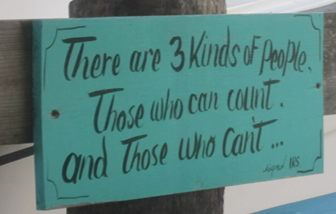 There are 3 Kinds of People.
Those who can count.
and Those who Can't...